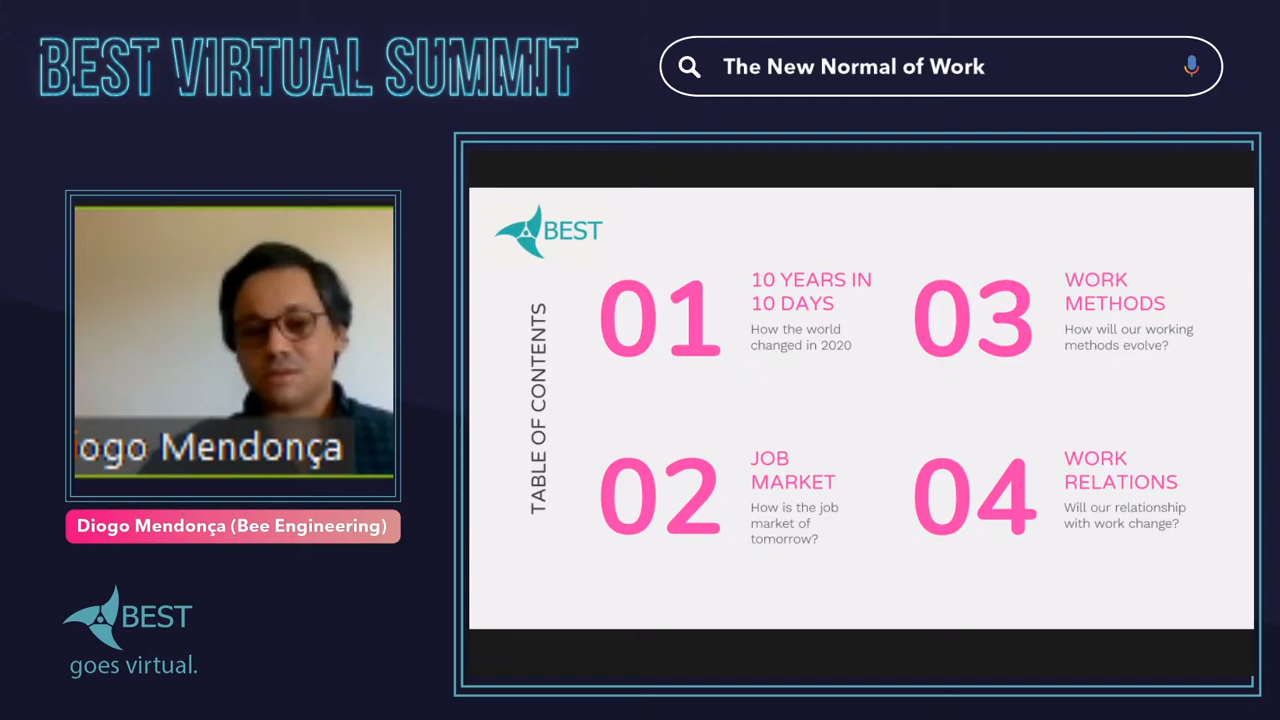 BEST VIRTUAL SUMMIT
The New Normal of Work
iogo Mendonça
Diogo Mendonça (Bee Engineering)
BEST
goes virtual.
BEST
TABLE OF CONTENTS
01
10 YEARS IN
10 DAYS
How the world
changed in 2020
02
JOB
MARKET
How is the job
market of
tomorrow?
03
WORK
METHODS
How will our working
methods evolve?
04
WORK
RELATIONS
Will our relationship
with work change?